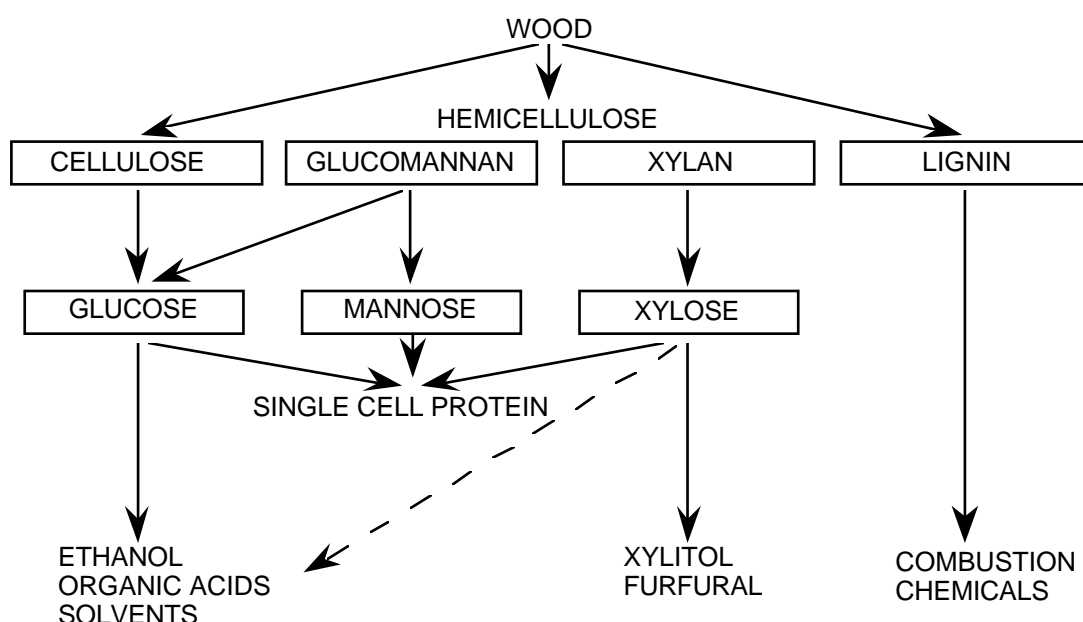 WOOD
HEMICELLULOSE
CELLULOSE
GLUCOMANNAN
XYLAN
LIGNIN
GLUCOSE
MANNOSE
XYLOSE
SINGLE CELL PROTEIN
ETHANOL
ORGANIC ACIDS
SOLVENTS
XYLITOL
FURFURAL
COMBUSTION
CHEMICALS